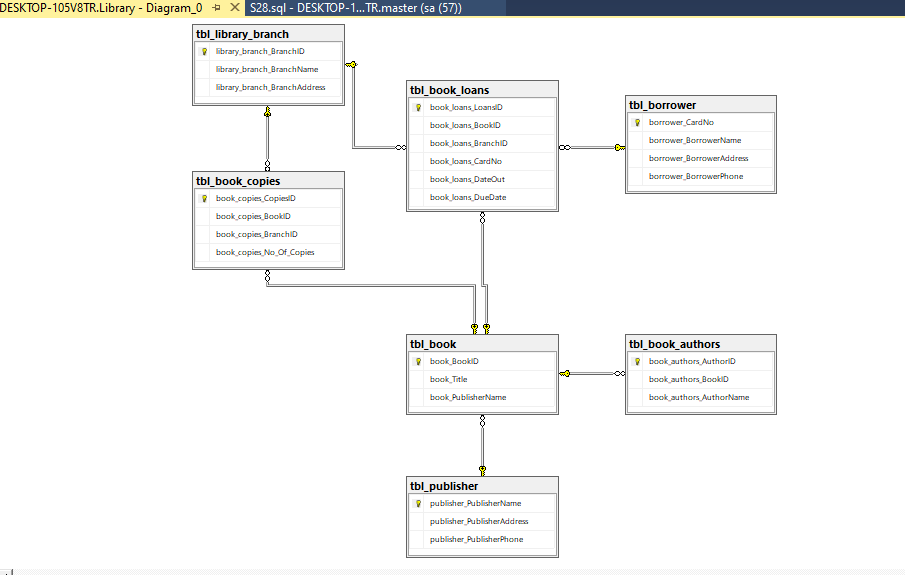 DESKTOP-105V8TR.Library - Diagram_0
S28.sql - DESKTOP-1...TR.master (sa (57))
tbl_library_branch
library_branch_BranchID
library_branch_BranchName
library_branch_BranchAddress
tbl_book_loans
book_loans_LoansID
book_loans_BookID
book_loans_BranchID
book_loans_CardNo
book_loans_DateOut
book_loans_DueDate
tbl_borrower
borrower_CardNo
borrower_BorrowerName
borrower_BorrowerAddress
borrower_BorrowerPhone
tbl_book_copies
book_copies_CopiesID
book_copies_BookID
book_copies_BranchID
book_copies_No_Of_Copies
tbl_book
book_BookID
book_Title
book_PublisherName
tbl_book_authors
book_authors_AuthorID
book_authors_BookID
book_authors_AuthorName
tbl_publisher
publisher_PublisherName
publisher_PublisherAddress
publisher_PublisherPhone